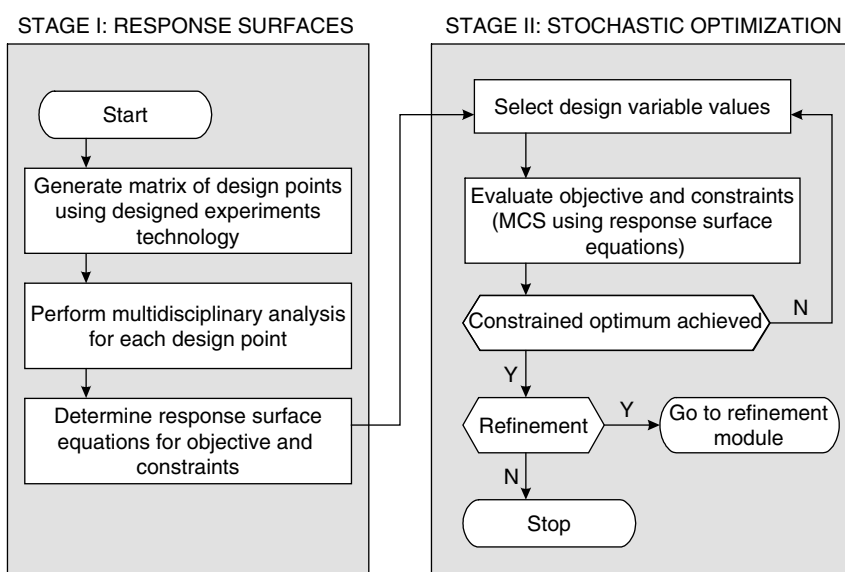 STAGE I: RESPONSE SURFACES
Start
Generate matrix of design points
using designed experiments
technology
Perform multidisciplinary analysis
for each design point
Determine response surface
equations for objective and
constraints
STAGE II: STOCHASTIC OPTIMIZATION
Select design variable values
Evaluate objective and constraints
(MCS using response surface
equations)
Constrained optimum achieved
N
Y
Refinement
Y
Go to refinement
module
N
Stop